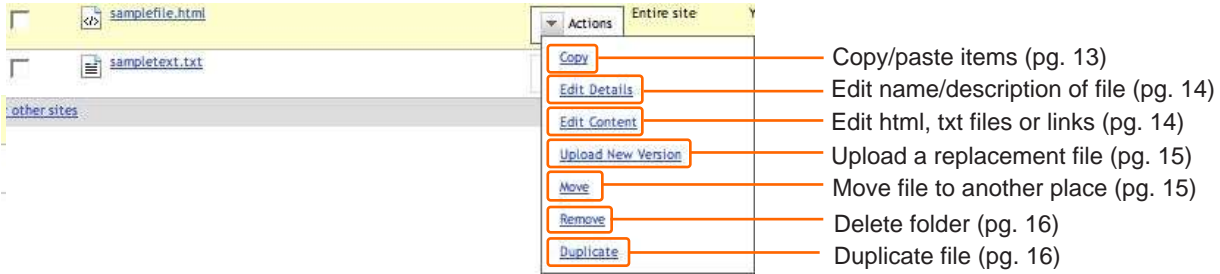 samplefile.html
Actions
Entire site
Y
sampletext.txt
other sites
Copy
Edit Details
Edit Content
Upload New Version
Move
Remove
Duplicate
Copy/paste items (pg. 13)
Edit name/description of file (pg. 14)
Edit html, txt files or links (pg. 14)
Upload a replacement file (pg. 15)
Move file to another place (pg. 15)
Delete folder (pg. 16)
Duplicate file (pg. 16)